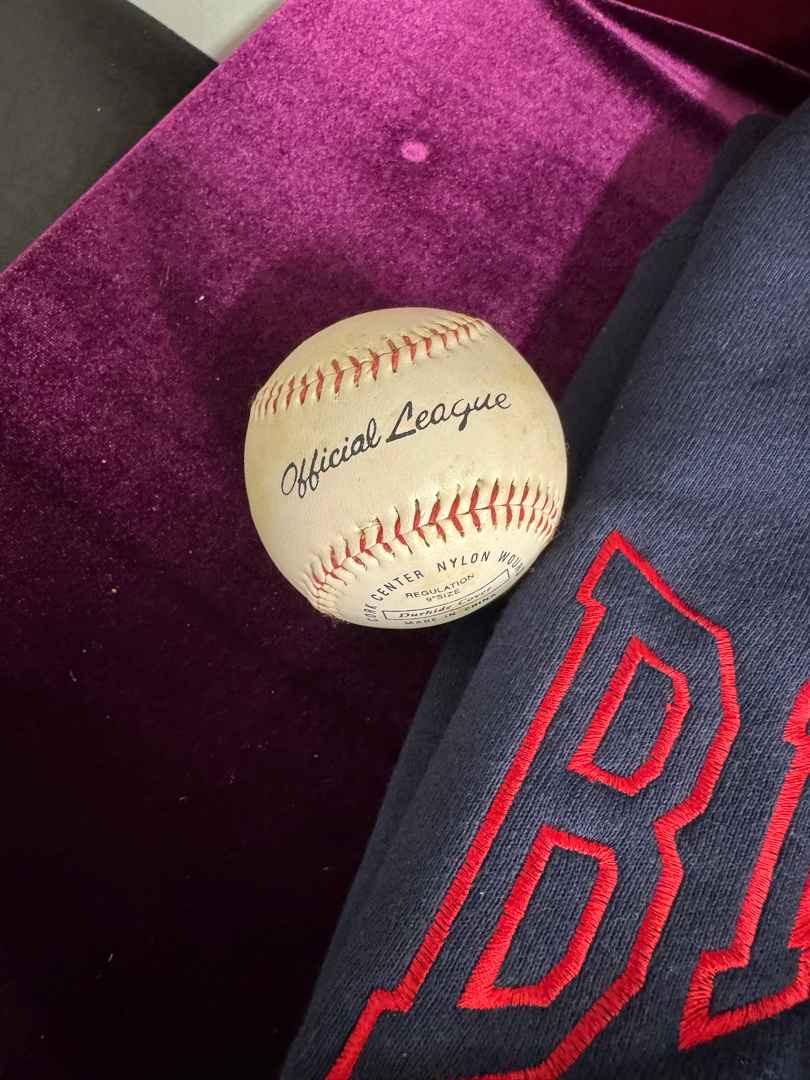 Official League
CORK CENTER NYLON WOUND
REGULATION
9" SIZE
Durhide Cover
MADE IN CHINA
B